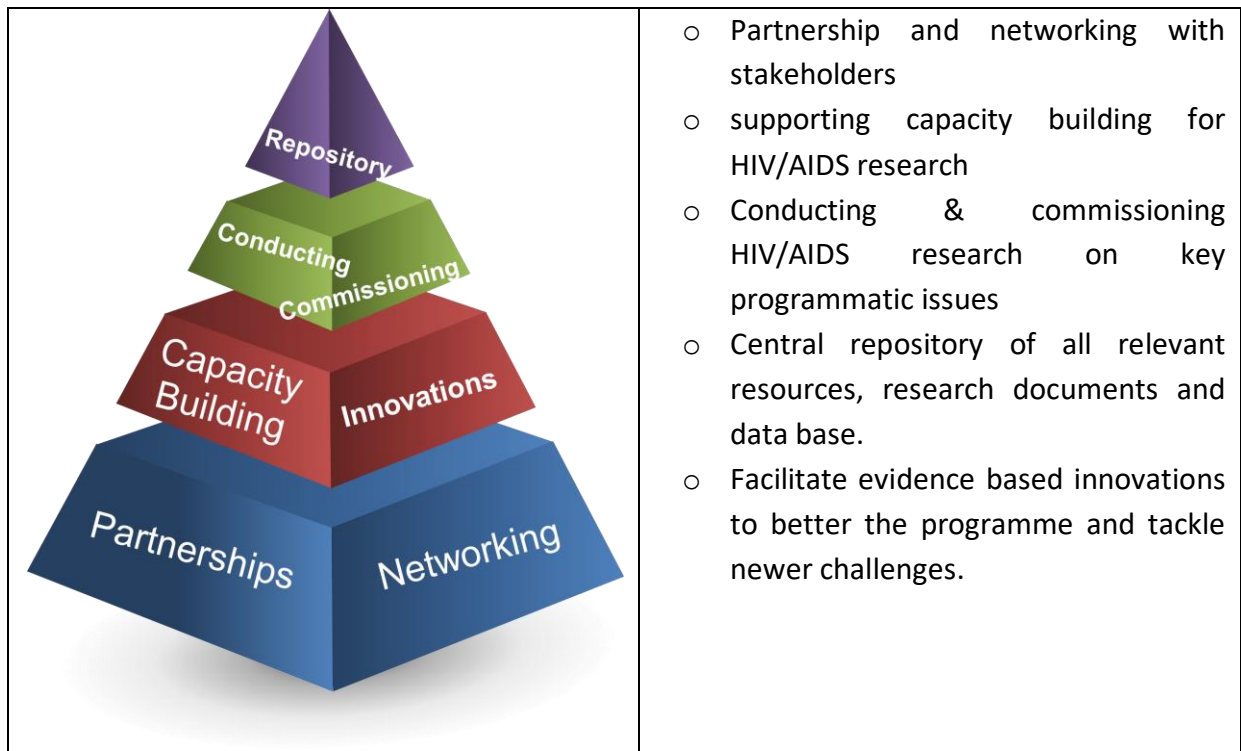 Repository
Conducting
Commissioning
Capacity
Building
Innovations
Partnerships
Networking
o Partnership and networking with
stakeholders
o supporting capacity building for
HIV/AIDS research
o Conducting & commissioning
HIV/AIDS research on key
programmatic issues
o Central repository of all relevant
resources, research documents and
data base.
o Facilitate evidence based innovations
to better the programme and tackle
newer challenges.